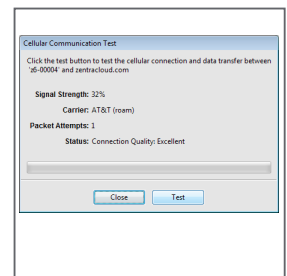 Cellular Communication Test
Click the test button to test the cellular connection and data transfer between
'z6-00004' and zentracloud.com
Signal Strength: 32%
Carrier: AT&T (roam)
Packet Attempts: 1
Status: Connection Quality: Excellent
Close Test